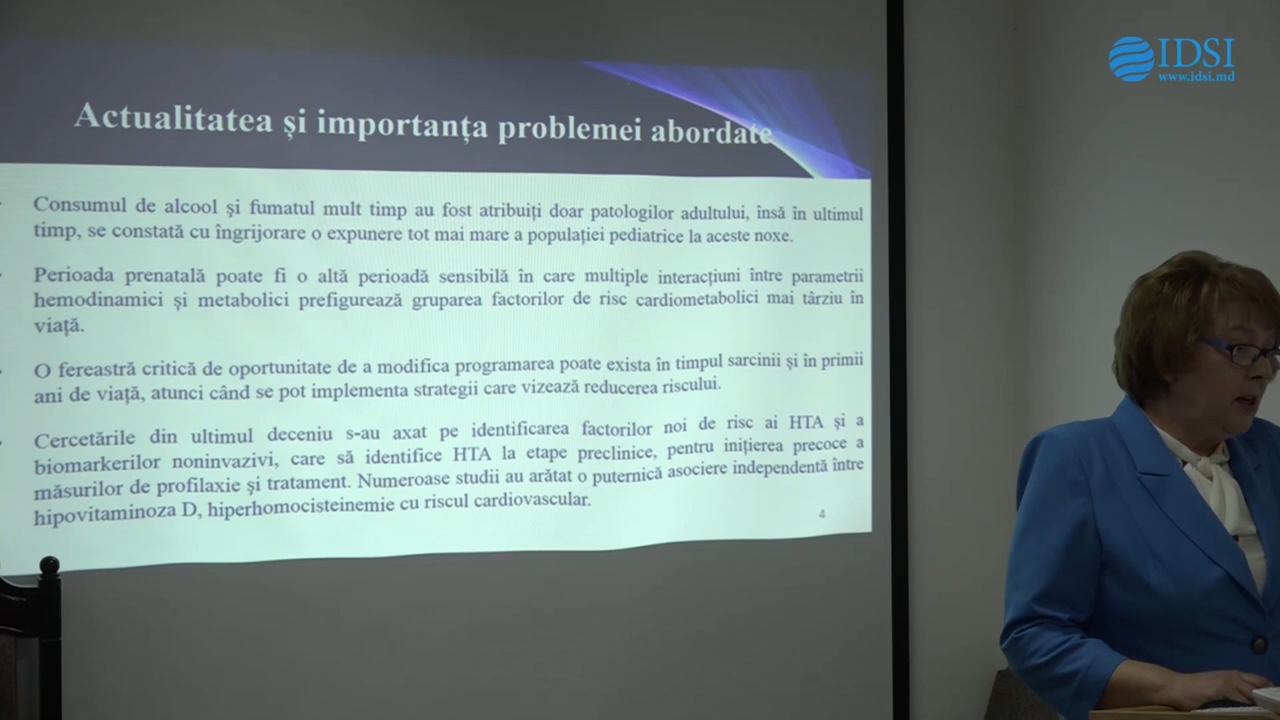 IDSI
www.idsi.md
Actualitatea și importanța problemei abordate
Consumul de alcool și fumatul mult timp au fost atribuiți doar patologilor adultului, însă în ultimul
timp, se constată cu îngrijorare o expunere tot mai mare a populației pediatrice la aceste noxe.
Perioada prenatală poate fi o altă perioadă sensibilă în care multiple interacțiuni între parametrii
hemodinamici și metabolici prefigurează gruparea factorilor de risc cardiometabolici mai târziu în
viață.
O fereastră critică de oportunitate de a modifica programarea poate exista în timpul sarcinii și în primii
ani de viață, atunci când se pot implementa strategii care vizează reducerea riscului.
Cercetările din ultimul deceniu s-au axat pe identificarea factorilor noi de risc ai HTA și a
biomarkerilor noninvazivi, care să identifice HTA la etape preclinice, pentru inițierea precoce a
măsurilor de profilaxie și tratament. Numeroase studii au arătat o puternică asociere independentă între
hipovitaminoza D, hiperhomocisteinemie cu riscul cardiovascular.
4